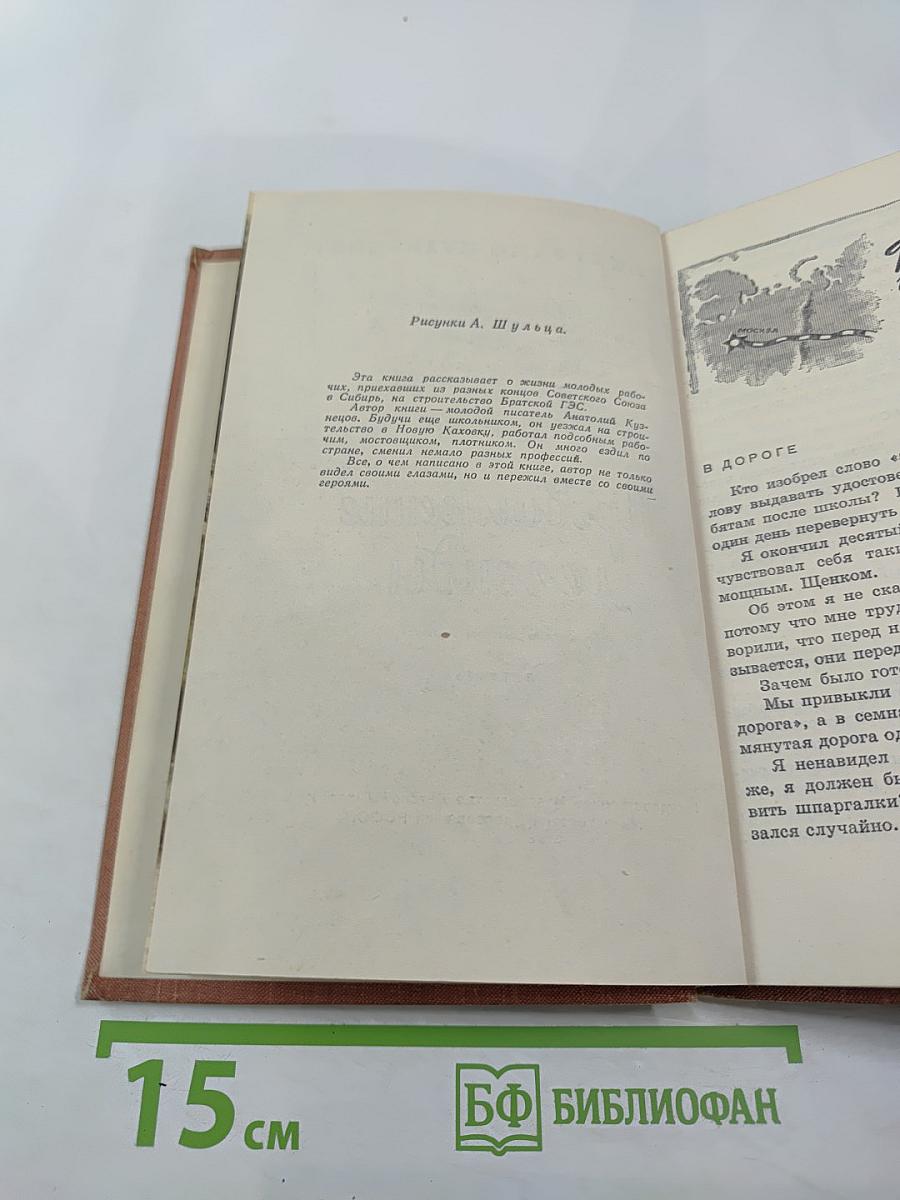 Рисунки А. Шульца.
Эта книга рассказывает о жизни молодых рабо-
чих, приехавших из разных концов Советского Союза
в Сибирь, на строительство Братской ГЭС.
Автор книги — молодой писатель Анатолий Куз-
нецов. Будучи еще школьником, он уезжал на строи-
тельство в Новую Каховку, работал подсобным рабо-
чим, мостовщиком, плотником. Он много ездил по
стране, сменил немало разных профессий.
Все, о чем написано в этой книге, автор не только
видел своими глазами, но и пережил вместе со своими
героями.
МОСКВА
В ДОРОГЕ
Кто изобрел слово «
лову выдавать удостове
бятам после школы?
один день перевернуть
Я окончил десятый
чувствовал себя таки
мощным. Щенком.
Об этом я не ска
потому что мне труд
ворили, что перед н
зывается, они перед
Зачем было гото
Мы привыкли
дорога», а в семна
мянутая дорога од
Я ненавидел
же, я должен бы
вить шпаргалки?
зался случайно.
15 см
БФ БИБЛИОФАН